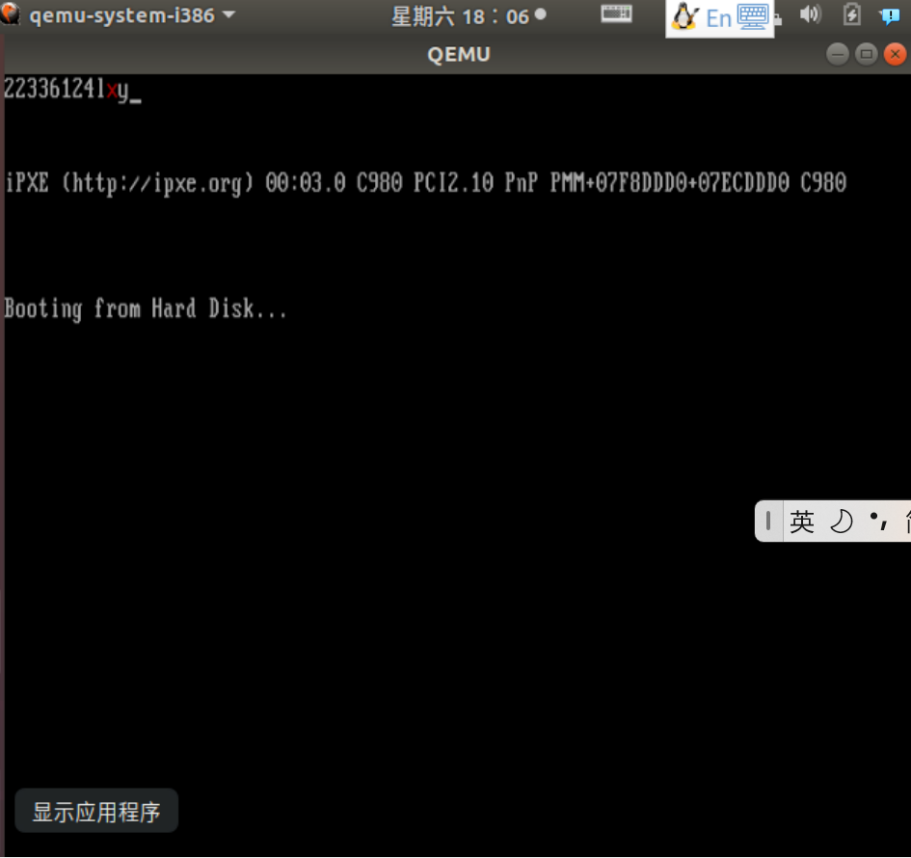 qemu-system-i386
星期六 18：06
En
QEMU
22336124lxy_
iPXE (http://ipxe.org) 00:03.0 C980 PCI2.10 PnP PMM+07F8DDD0+07ECDDD0 C980
Booting from Hard Disk...
英
显示应用程序